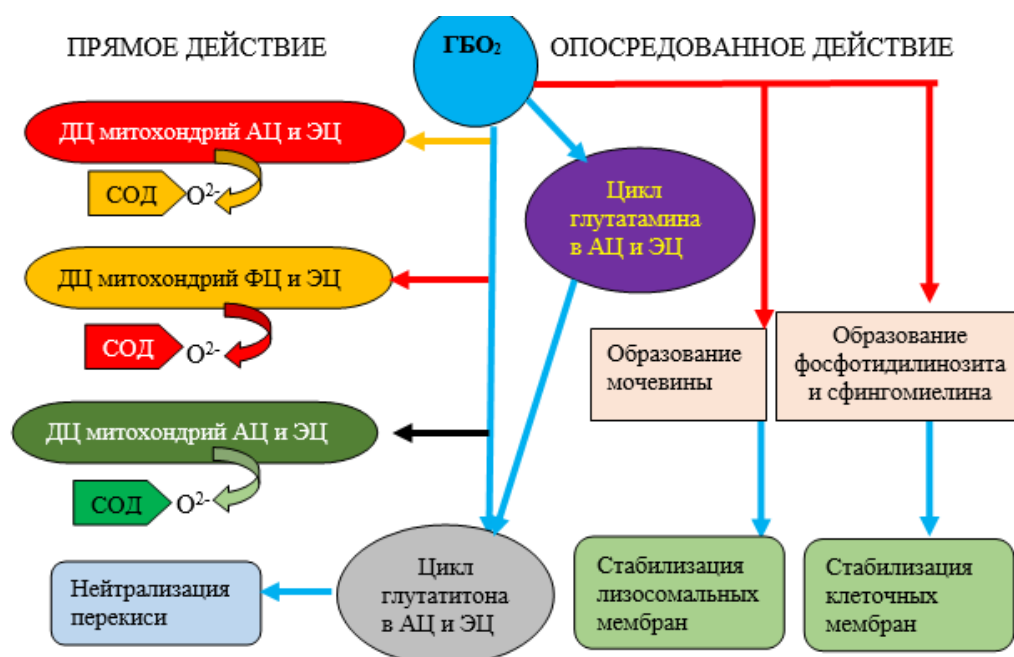 ПРЯМОЕ ДЕЙСТВИЕ
ГБО₂
ОПОСРЕДОВАННОЕ ДЕЙСТВИЕ
ДЦ митохондрий АЦ и ЭЦ
СОД
O²⁻
Цикл
глутатамина
в АЦ и ЭЦ
ДЦ митохондрий ФЦ и ЭЦ
СОД
O²⁻
Образование
мочевины
Образование
фосфотидилинозита
и сфингомиелина
ДЦ митохондрий АЦ и ЭЦ
СОД
O²⁻
Нейтрализация
перекиси
Цикл
глутатитона
в АЦ и ЭЦ
Стабилизация
лизосомальных
мембран
Стабилизация
клеточных
мембран